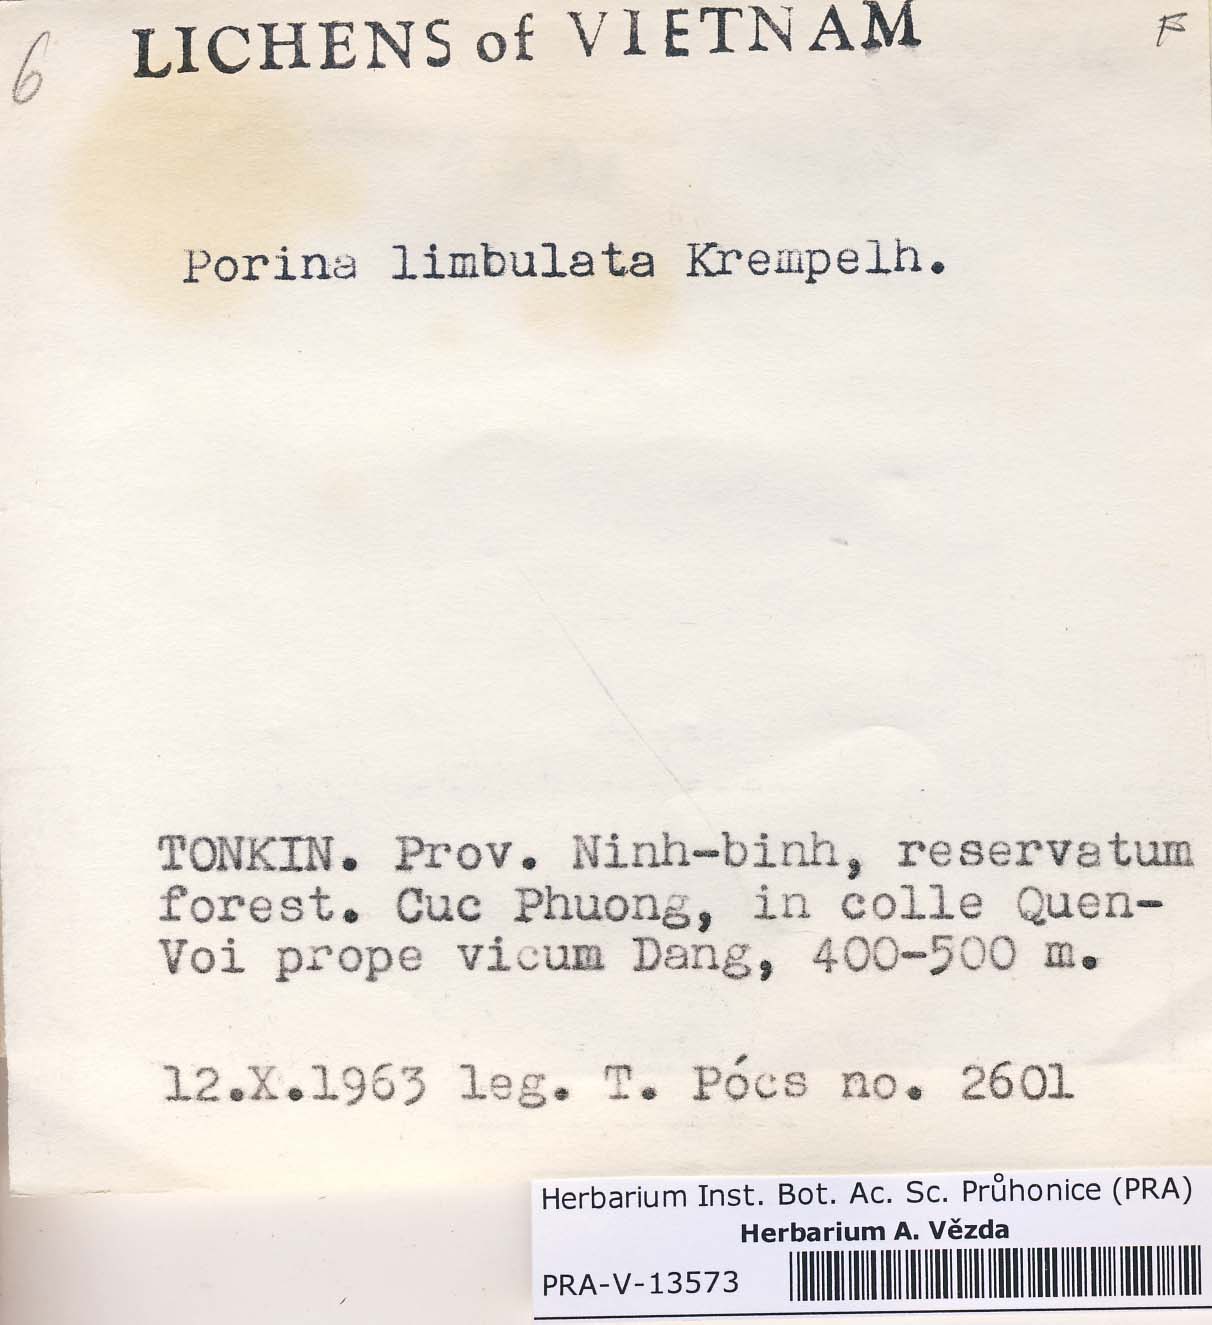 6
LICHENS of VIETNAM
Porina limbulata Krempelh.
TONKIN. Prov. Ninh-binh, reservatum
forest. Cuc Phuong, in colle Quen-
Voi prope vicum Dang, 400-500 m.
12.X.1963 leg. T. Pócs no. 2601
Herbarium Inst. Bot. Ac. Sc. Průhonice (PRA)
Herbarium A. Vězda
PRA-V-13573